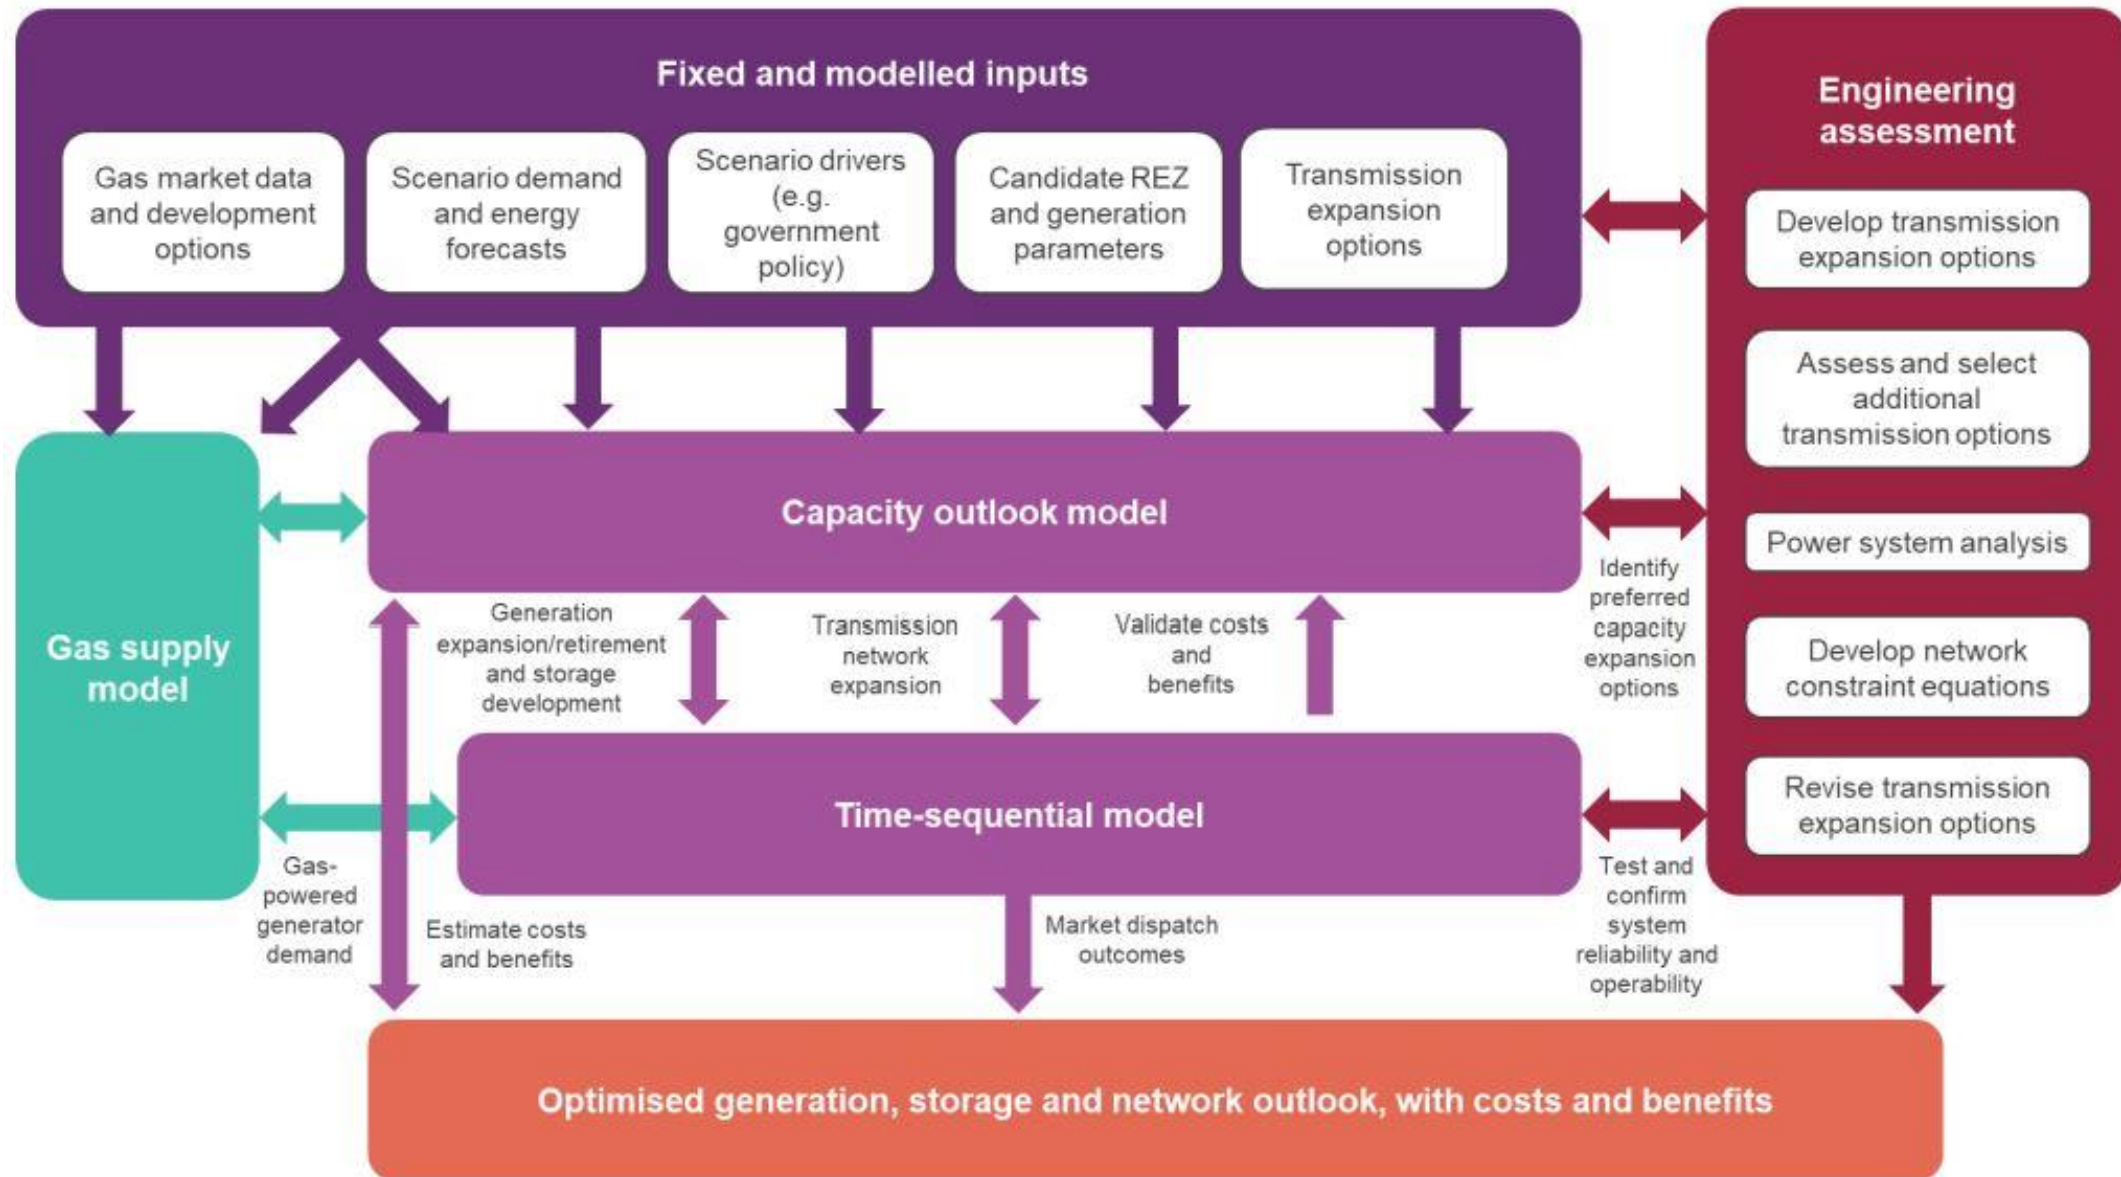 Fixed and modelled inputs
Gas market data
and development
options
Scenario demand
and energy
forecasts
Scenario drivers
(e.g.
government
policy)
Candidate REZ
and generation
parameters
Transmission
expansion
options
Engineering
assessment
Develop transmission
expansion options
Assess and select
additional
transmission options
Power system analysis
Develop network
constraint equations
Revise transmission
expansion options
Capacity outlook model
Identify
preferred
capacity
expansion
options
Gas supply
model
Generation
expansion/retirement
and storage
development
Transmission
network
expansion
Validate costs
and
benefits
Time-sequential model
Gas-
powered
generator
demand
Estimate costs
and benefits
Market dispatch
outcomes
Test and
confirm
system
reliability and
operability
Optimised generation, storage and network outlook, with costs and benefits